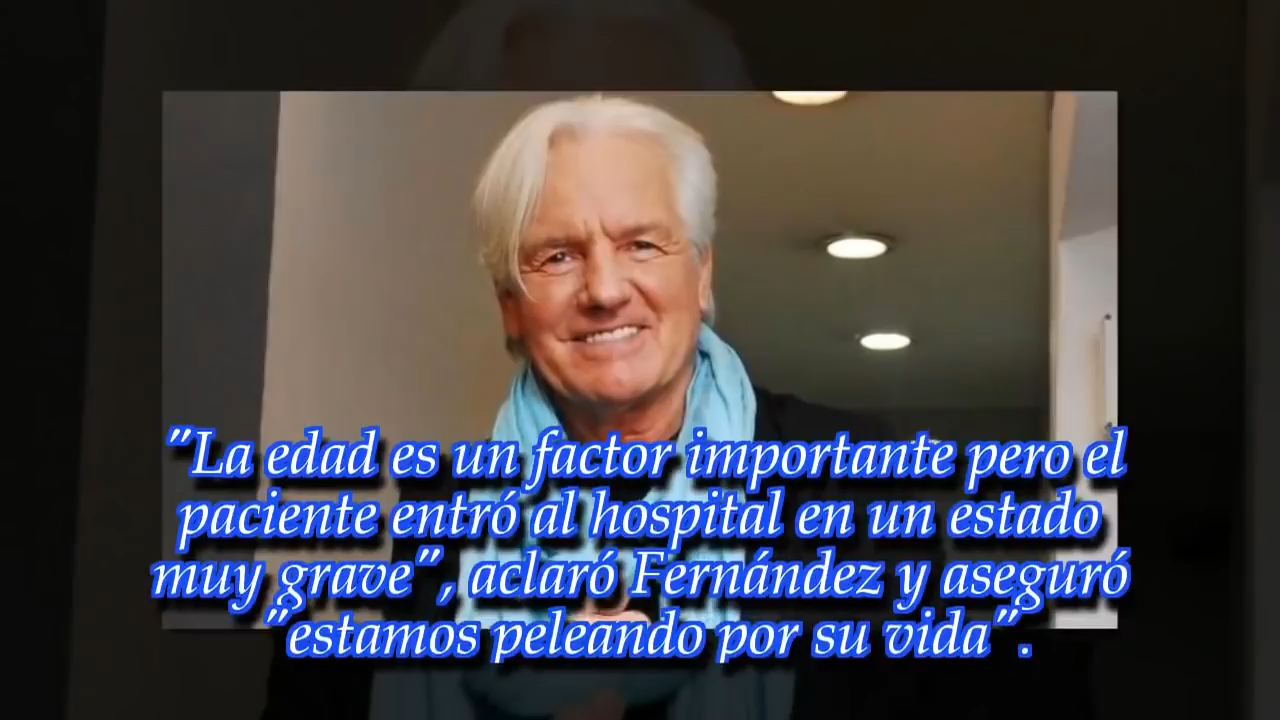 "La edad es un factor importante pero el
paciente entró al hospital en un estado
muy grave", aclaró Fernández y aseguró
"estamos peleando por su vida".